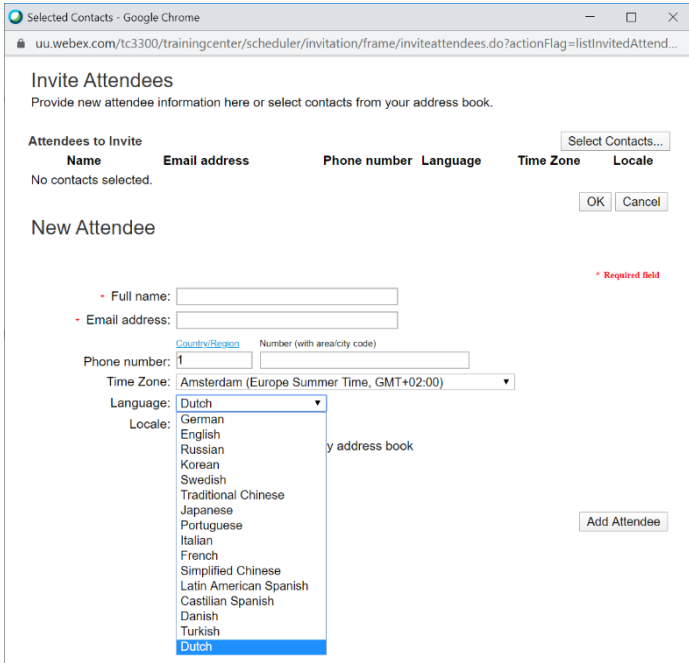 Selected Contacts - Google Chrome
uu.webex.com/tc3300/trainingcenter/scheduler/invitation/frame/inviteattendees.do?actionFlag=listInvitedAttend...
Invite Attendees
Provide new attendee information here or select contacts from your address book.
Attendees to Invite Select Contacts...
Name Email address Phone number Language Time Zone Locale
No contacts selected.
OK Cancel
New Attendee
* Required field
* Full name:
* Email address:
Country/Region Number (with area/city code)
Phone number: 1
Time Zone: Amsterdam (Europe Summer Time, GMT+02:00)
Language: Dutch
Locale: German
English
Russian y address book
Korean
Swedish
Traditional Chinese
Japanese
Portuguese Add Attendee
Italian
French
Simplified Chinese
Latin American Spanish
Castilian Spanish
Danish
Turkish
Dutch